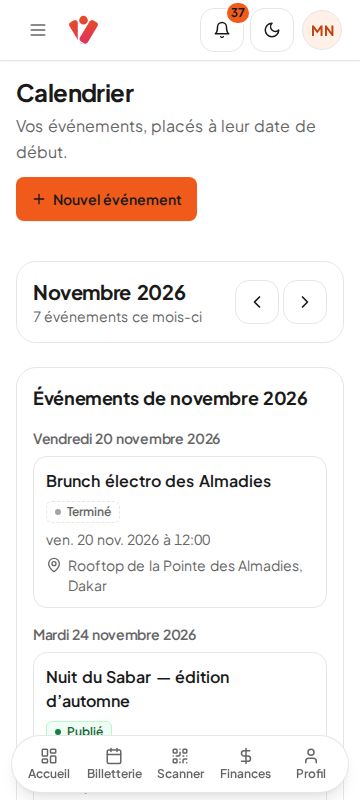 37
MN
Calendrier
Vos événements, placés à leur date de
début.
+ Nouvel événement
Novembre 2026
7 événements ce mois-ci
Événements de novembre 2026
Vendredi 20 novembre 2026
Brunch électro des Almadies
Terminé
ven. 20 nov. 2026 à 12:00
Rooftop de la Pointe des Almadies,
Dakar
Mardi 24 novembre 2026
Nuit du Sabar — édition
d’automne
Publié
Accueil Billetterie Scanner Finances Profil